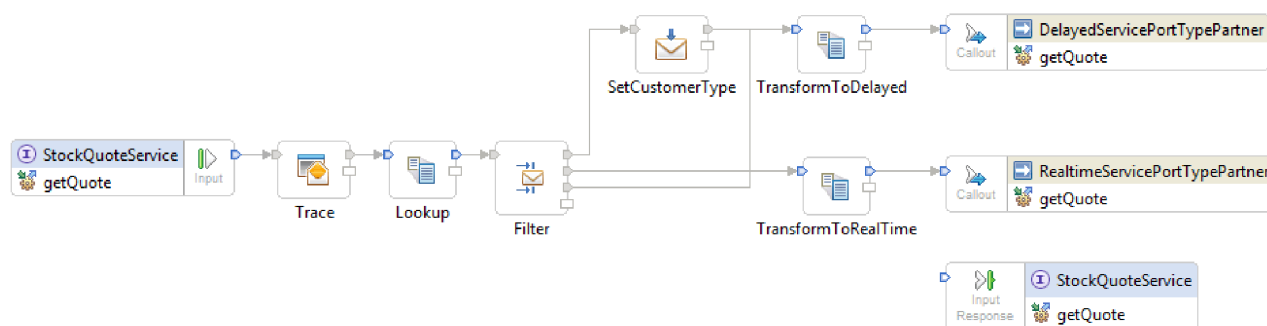 SetCustomerType
TransformToDelayed
Callout
DelayedServicePortTypePartner
getQuote
StockQuoteService
getQuote
Input
Trace
Lookup
Filter
TransformToRealTime
Callout
RealtimeServicePortTypePartner
getQuote
Input
Response
StockQuoteService
getQuote